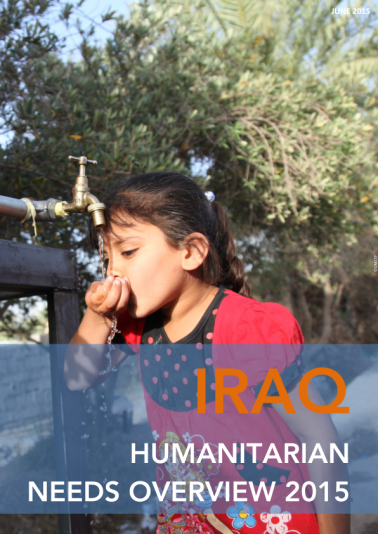 JUNE 2015
IRAQ
HUMANITARIAN
NEEDS OVERVIEW 2015